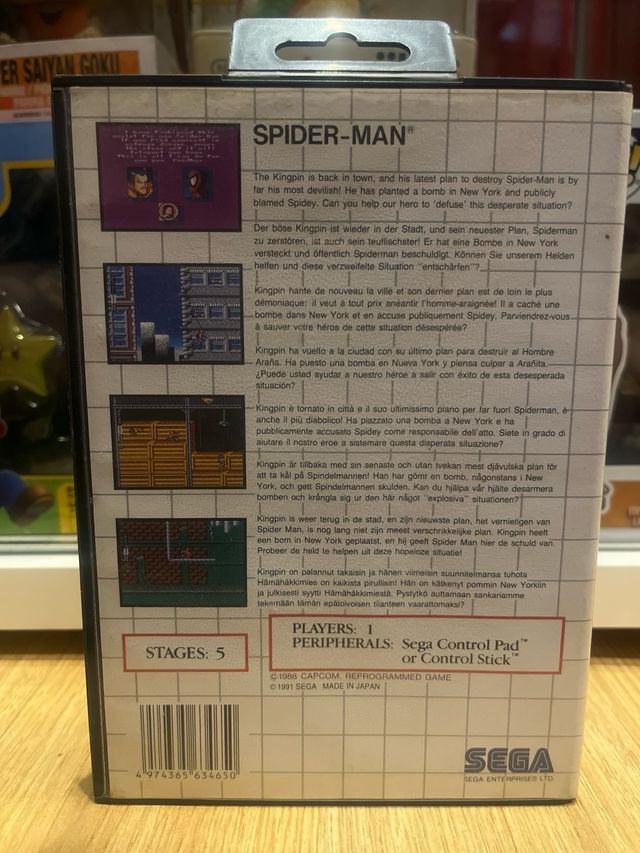 ER SAIYAN GOKU
SPIDER-MAN®
The Kingpin is back in town, and his latest plan to destroy Spider-Man is by
far his most devilish! He has planted a bomb in New York and publicly
blamed Spidey. Can you help our hero to 'defuse' this desperate situation?
Der böse Kingpin ist wieder in der Stadt, und sein neuester Plan, Spiderman
zu zerstören, ist auch sein teuflischster! Er hat eine Bombe in New York
versteckt und öffentlich Spiderman beschuldigt. Können Sie unserem Helden
helfen und diese verzweifelte Situation "entschärfen"?
Kingpin hante de nouveau la ville et son dernier plan est de loin le plus
démoniaque: il veut à tout prix anéantir l'homme-araignée! Il a caché une
bombe dans New York et en accuse publiquement Spidey. Parviendrez-vous
à sauver votre héros de cette situation désespérée?
Kingpin ha vuelto a la ciudad con su último plan para destruir al Hombre
Araña. Ha puesto una bomba en Nueva York y piensa culpar a Arañita.
¿Puede usted ayudar a nuestro héroe a salir con éxito de esta desesperada
situación?
Kingpin è tornato in città e il suo ultimissimo piano per far fuori Spiderman, è
anche il più diabolico! Ha piazzato una bomba a New York e ha
pubblicamente accusato Spidey come responsabile dell'atto. Siete in grado di
aiutare il nostro eroe a sistemare questa disperata situazione?
Kingpin är tillbaka med sin senaste och utan tvekan mest djävulska plan för
att ta kål på Spindelmannen! Han har gömt en bomb, någonstans i New
York, och gett Spindelmannen skulden. Kan du hjälpa vår hjälte desarmera
bomben och krångla sig ur den här något "explosiva" situationen?
Kingpin is weer terug in de stad, en zijn nieuwste plan, het vernietigen van
Spider Man, is nog lang niet zijn meest verschrikkelijke plan. Kingpin heeft
een bom in New York geplaatst, en hij geeft Spider Man hier de schuld van.
Probeer de held te helpen uit deze hopeloze situatie!
Kingpin on palannut takaisin ja hänen viimeisin suunnitelmansa tuhota
Hämähäkkimies on kaikista pirullisin! Hän on kätkenyt pommin New Yorkiin
ja julkisesti syytti Hämähäkkimiestä. Pystytkö auttamaan sankariamme
tekemään tämän epätoivoisen tilanteen vaarattomaksi?
STAGES: 5
PLAYERS: 1
PERIPHERALS: Sega Control Pad™
or Control Stick™
© 1988 CAPCOM. REPROGRAMMED GAME
© 1991 SEGA MADE IN JAPAN
4 974365 634650
SEGA
SEGA ENTERPRISES LTD.